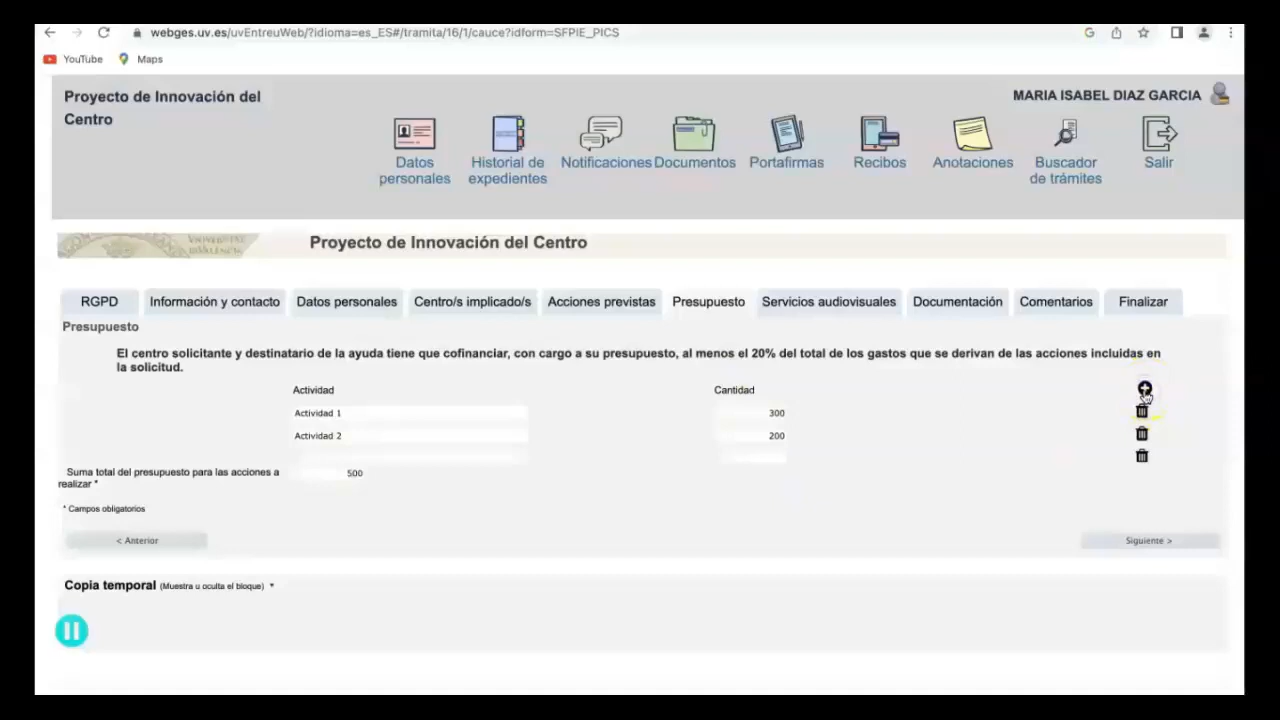 webges.uv.es/uvEntreuWeb/?idioma=es_ES#/tramita/16/1/cauce?idform=SFPIE_PICS
YouTube Maps
Proyecto de Innovación del
Centro
MARIA ISABEL DIAZ GARCIA
Datos
personales
Historial de
expedientes
Notificaciones
Documentos
Portafirmas
Recibos
Anotaciones
Buscador
de trámites
Salir
Proyecto de Innovación del Centro
RGPD Información y contacto Datos personales Centro/s implicado/s Acciones previstas Presupuesto Servicios audiovisuales Documentación Comentarios Finalizar
Presupuesto
El centro solicitante y destinatario de la ayuda tiene que cofinanciar, con cargo a su presupuesto, al menos el 20% del total de los gastos que se derivan de las acciones incluidas en
la solicitud.
Actividad Cantidad
Actividad 1 300
Actividad 2 200
Suma total del presupuesto para las acciones a
realizar * 500
* Campos obligatorios
< Anterior Siguiente >
Copia temporal (Muestra u oculta el bloque)